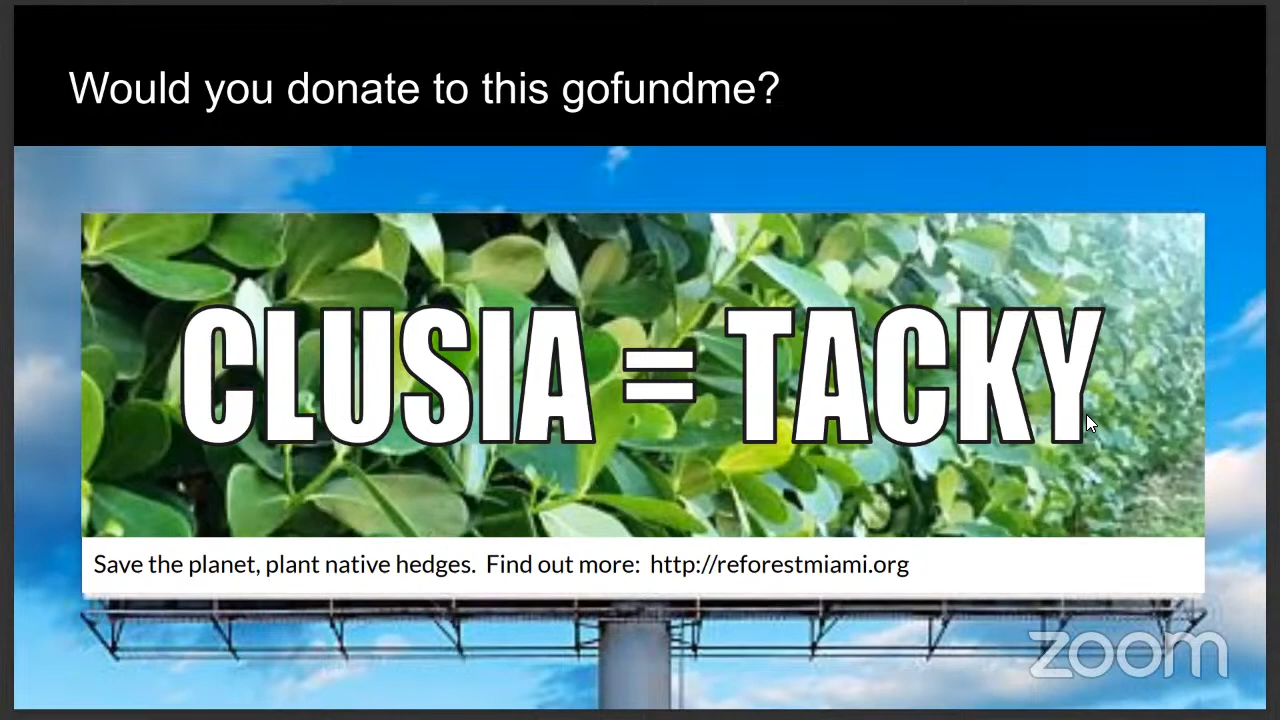 Would you donate to this gofundme?
CLUSIA = TACKY
Save the planet, plant native hedges. Find out more: http://reforestmiami.org
zoom